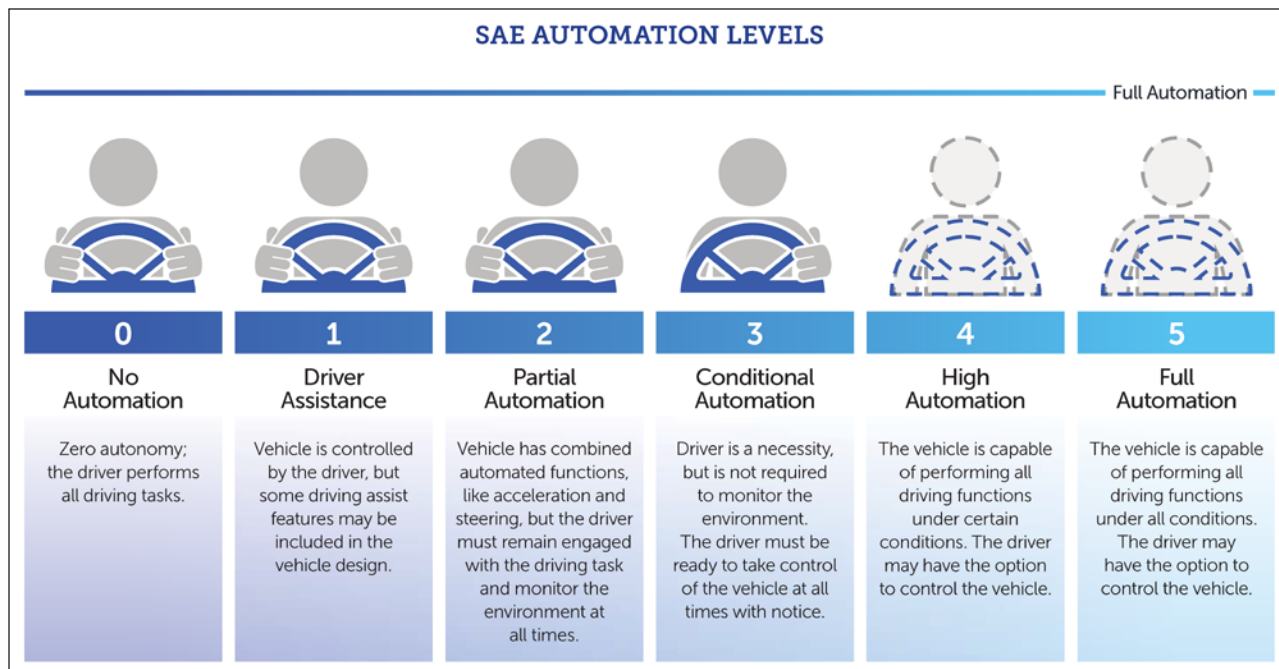 SAE AUTOMATION LEVELS
Full Automation
0
No
Automation
Zero autonomy;
the driver performs
all driving tasks.
1
Driver
Assistance
Vehicle is controlled
by the driver, but
some driving assist
features may be
included in the
vehicle design.
2
Partial
Automation
Vehicle has combined
automated functions,
like acceleration and
steering, but the driver
must remain engaged
with the driving task
and monitor the
environment at
all times.
3
Conditional
Automation
Driver is a necessity,
but is not required
to monitor the
environment.
The driver must be
ready to take control
of the vehicle at all
times with notice.
4
High
Automation
The vehicle is capable
of performing all
driving functions
under certain
conditions. The driver
may have the option
to control the vehicle.
5
Full
Automation
The vehicle is capable
of performing all
driving functions
under all conditions.
The driver may
have the option to
control the vehicle.